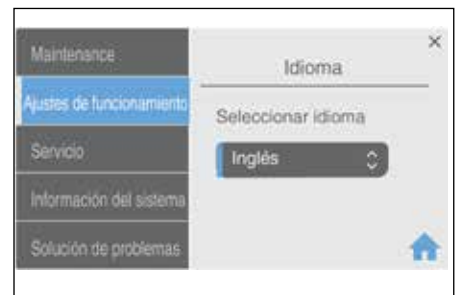 Maintenance
Ajustes de funcionamiento
Servicio
Información del sistema
Solución de problemas
Idioma
Seleccionar idioma
Inglés